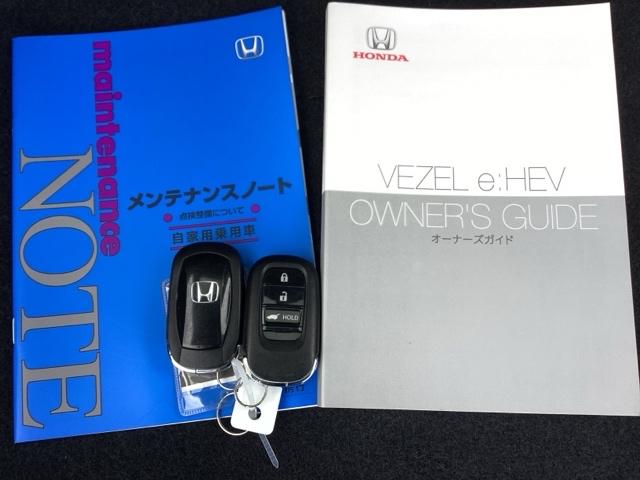 maintenance
NOTE
メンテナンスノート
点検整備について
自家用乗用車
HOLD
HONDA
VEZEL e:HEV
OWNER'S GUIDE
オーナーズガイド